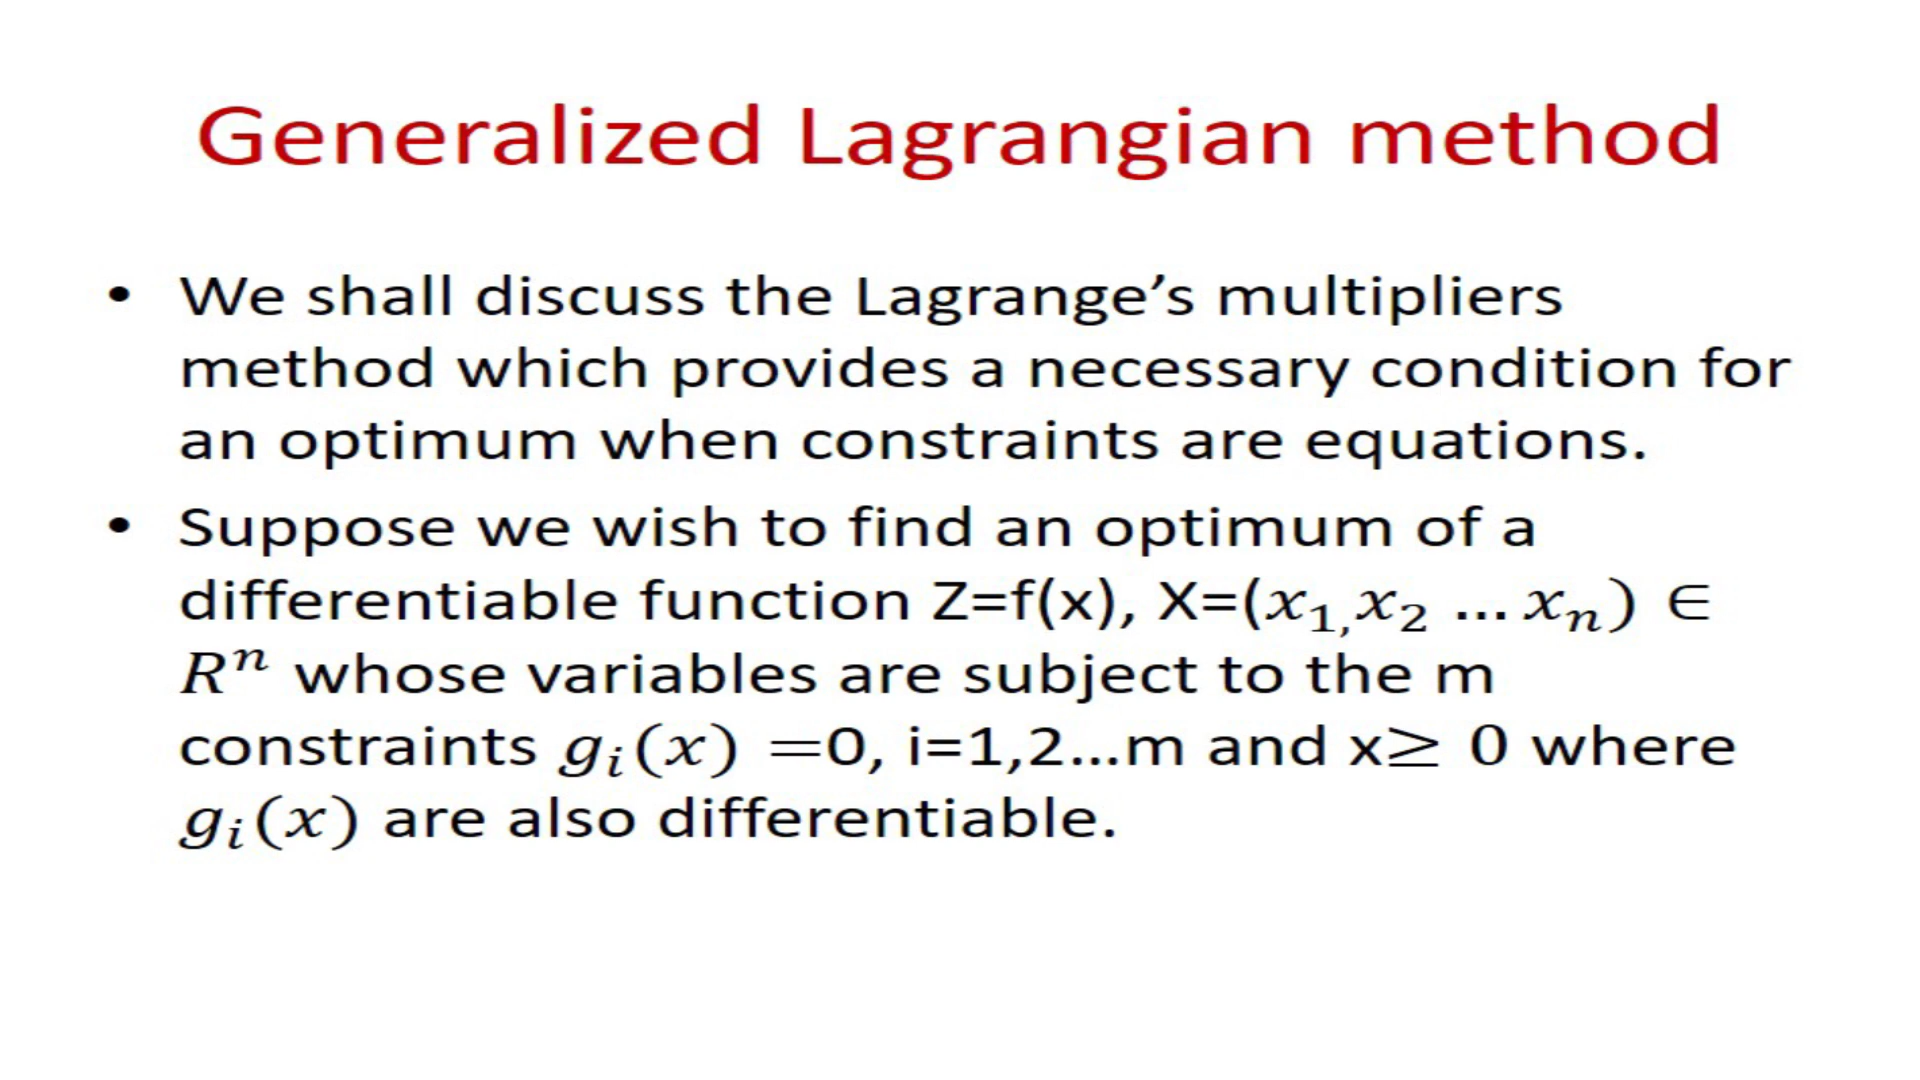 Generalized Lagrangian method
• We shall discuss the Lagrange’s multipliers
method which provides a necessary condition for
an optimum when constraints are equations.
• Suppose we wish to find an optimum of a
differentiable function Z=f(x), X=(𝑥₁,𝑥₂ … 𝑥ₙ) ∈
𝑅ⁿ whose variables are subject to the m
constraints 𝑔ᵢ(𝑥) =0, i=1,2…m and x≥ 0 where
𝑔ᵢ(𝑥) are also differentiable.